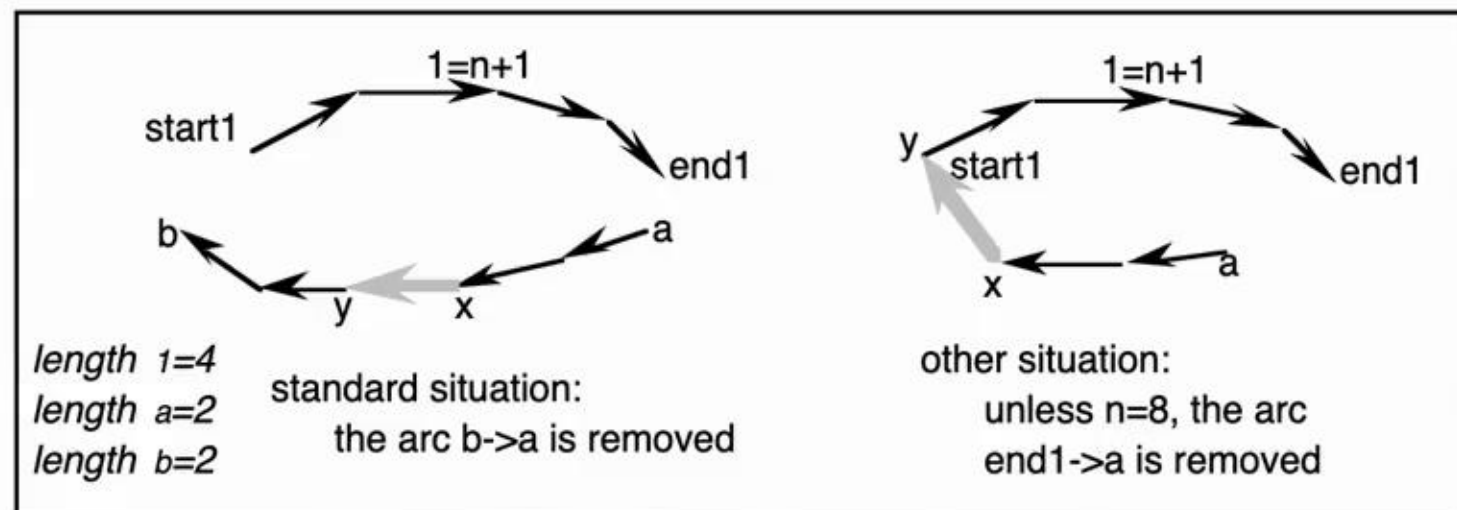 1=n+1
start1
end1
b
a
y
x
length 1=4
length a=2
length b=2
standard situation:
the arc b->a is removed
1=n+1
y
start1
end1
a
x
other situation:
unless n=8, the arc
end1->a is removed